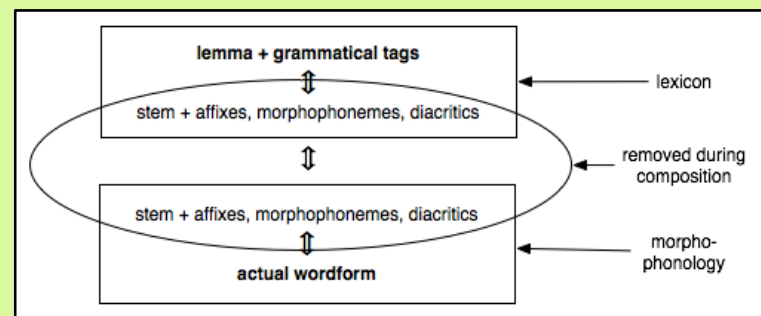 lemma + grammatical tags
lexicon
stem + affixes, morphophonemes, diacritics
removed during
composition
stem + affixes, morphophonemes, diacritics
morpho-
phonology
actual wordform